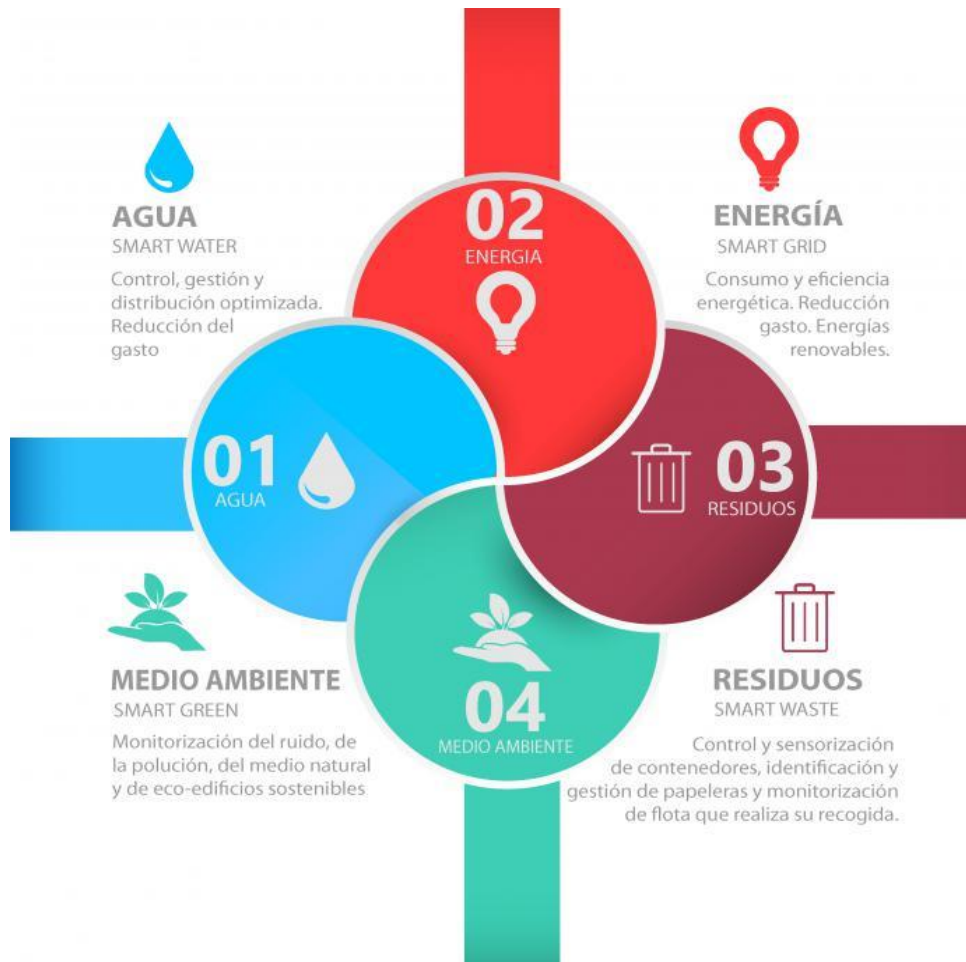 AGUA
SMART WATER
Control, gestión y
distribución optimizada.
Reducción del
gasto
02
ENERGIA
ENERGÍA
SMART GRID
Consumo y eficiencia
energética. Reducción
gasto. Energías
renovables.
01
AGUA
03
RESIDUOS
MEDIO AMBIENTE
SMART GREEN
Monitorización del ruido, de
la polución, del medio natural
y de eco-edificios sostenibles
04
MEDIO AMBIENTE
RESIDUOS
SMART WASTE
Control y sensorización
de contenedores, identificación y
gestión de papeleras y monitorización
de flota que realiza su recogida.